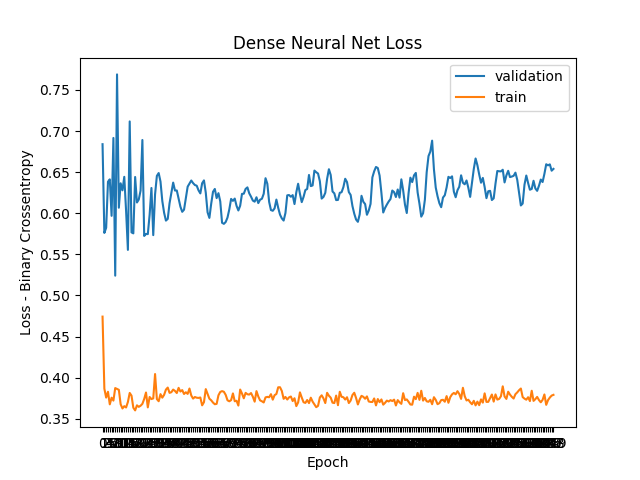 Dense Neural Net Loss
validation
train
0.75
0.70
0.65
0.60
0.55
0.50
0.45
0.40
0.35
Loss - Binary Crossentropy
Epoch